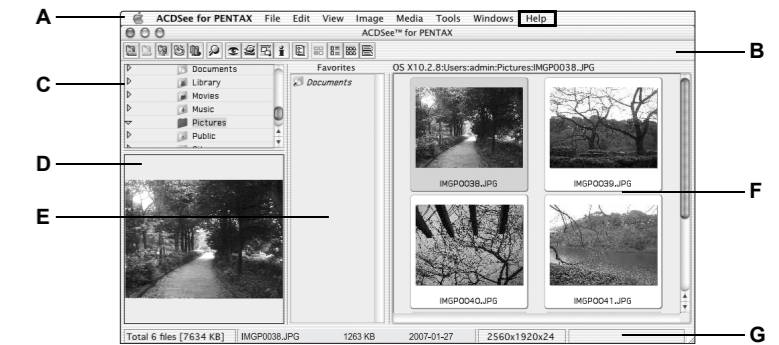 A
ACDSee for PENTAX File Edit View Image Media Tools Windows Help
ACDSee™ for PENTAX
B
Favorites
OS X10.2.8:Users:admin:Pictures:IMGP0038.JPG
Documents
Library
Movies
Music
Pictures
Public
C
Documents
D
E
IMGP0038.JPG
IMGP0039.JPG
F
IMGP0040.JPG
IMGP0041.JPG
Total 6 files [7634 KB]
IMGP0038.JPG
1263 KB
2007-01-27
2560x1920x24
G